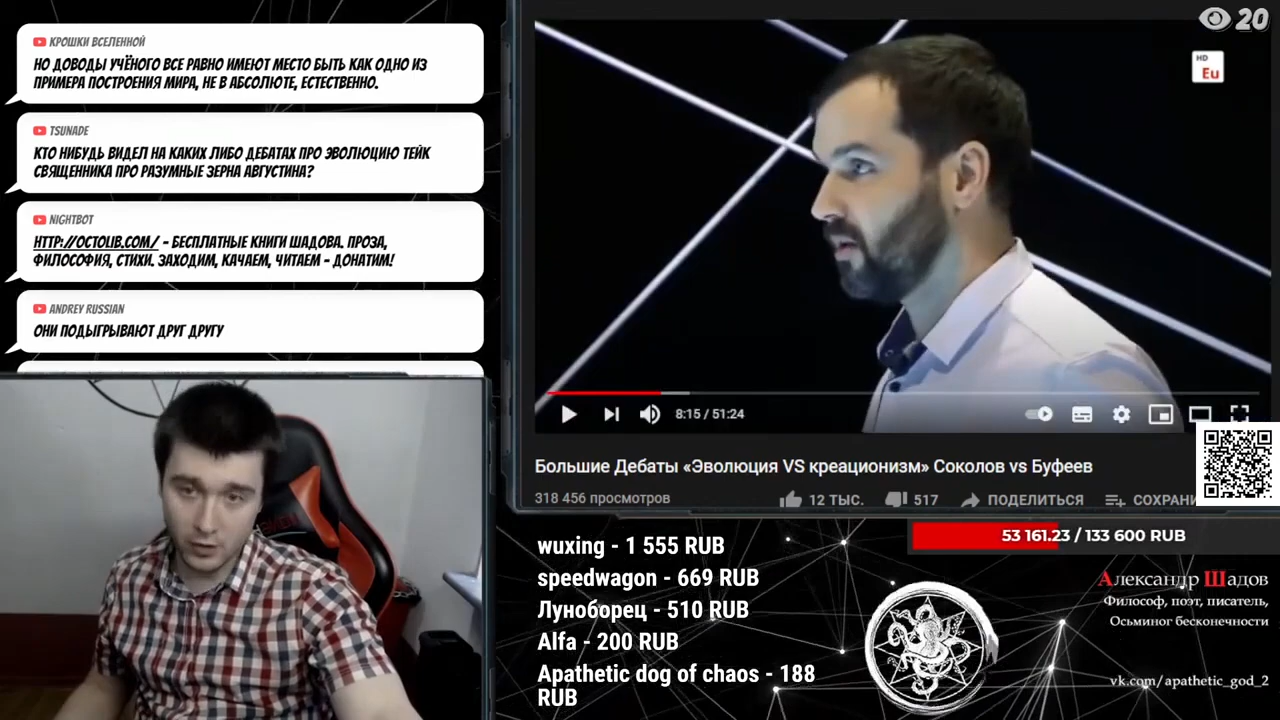 КРОШКИ ВСЕЛЕННОЙ
НО ДОВОДЫ УЧЁНОГО ВСЕ РАВНО ИМЕЮТ МЕСТО БЫТЬ КАК ОДНО ИЗ
ПРИМЕРА ПОСТРОЕНИЯ МИРА, НЕ В АБСОЛЮТЕ, ЕСТЕСТВЕННО.
TSUNADE
КТО НИБУДЬ ВИДЕЛ НА КАКИХ ЛИБО ДЕБАТАХ ПРО ЭВОЛЮЦИЮ ТЕЙК
СВЯЩЕННИКА ПРО РАЗУМНЫЕ ЗЕРНА АВГУСТИНА?
NIGHTBOT
HTTP://OCTOLIB.COM/ - БЕСПЛАТНЫЕ КНИГИ ШАДОВА. ПРОЗА,
ФИЛОСОФИЯ, СТИХИ. ЗАХОДИМ, КАЧАЕМ, ЧИТАЕМ - ДОНАТИМ!
ANDREY RUSSIAN
ОНИ ПОДЫГРЫВАЮТ ДРУГ ДРУГУ
20
HD
Eu
8:15 / 51:24
Большие Дебаты «Эволюция VS креационизм» Соколов vs Буфеев
318 456 просмотров
12 ТЫС.
517
ПОДЕЛИТЬСЯ
СОХРАНИ
53 161.23 / 133 600 RUB
wuxing - 1 555 RUB
speedwagon - 669 RUB
Луноборец - 510 RUB
Alfa - 200 RUB
Apathetic dog of chaos - 188
RUB
Александр Шадов
Философ, поэт, писатель,
Осьминог бесконечности
vk.com/apathetic_god_2